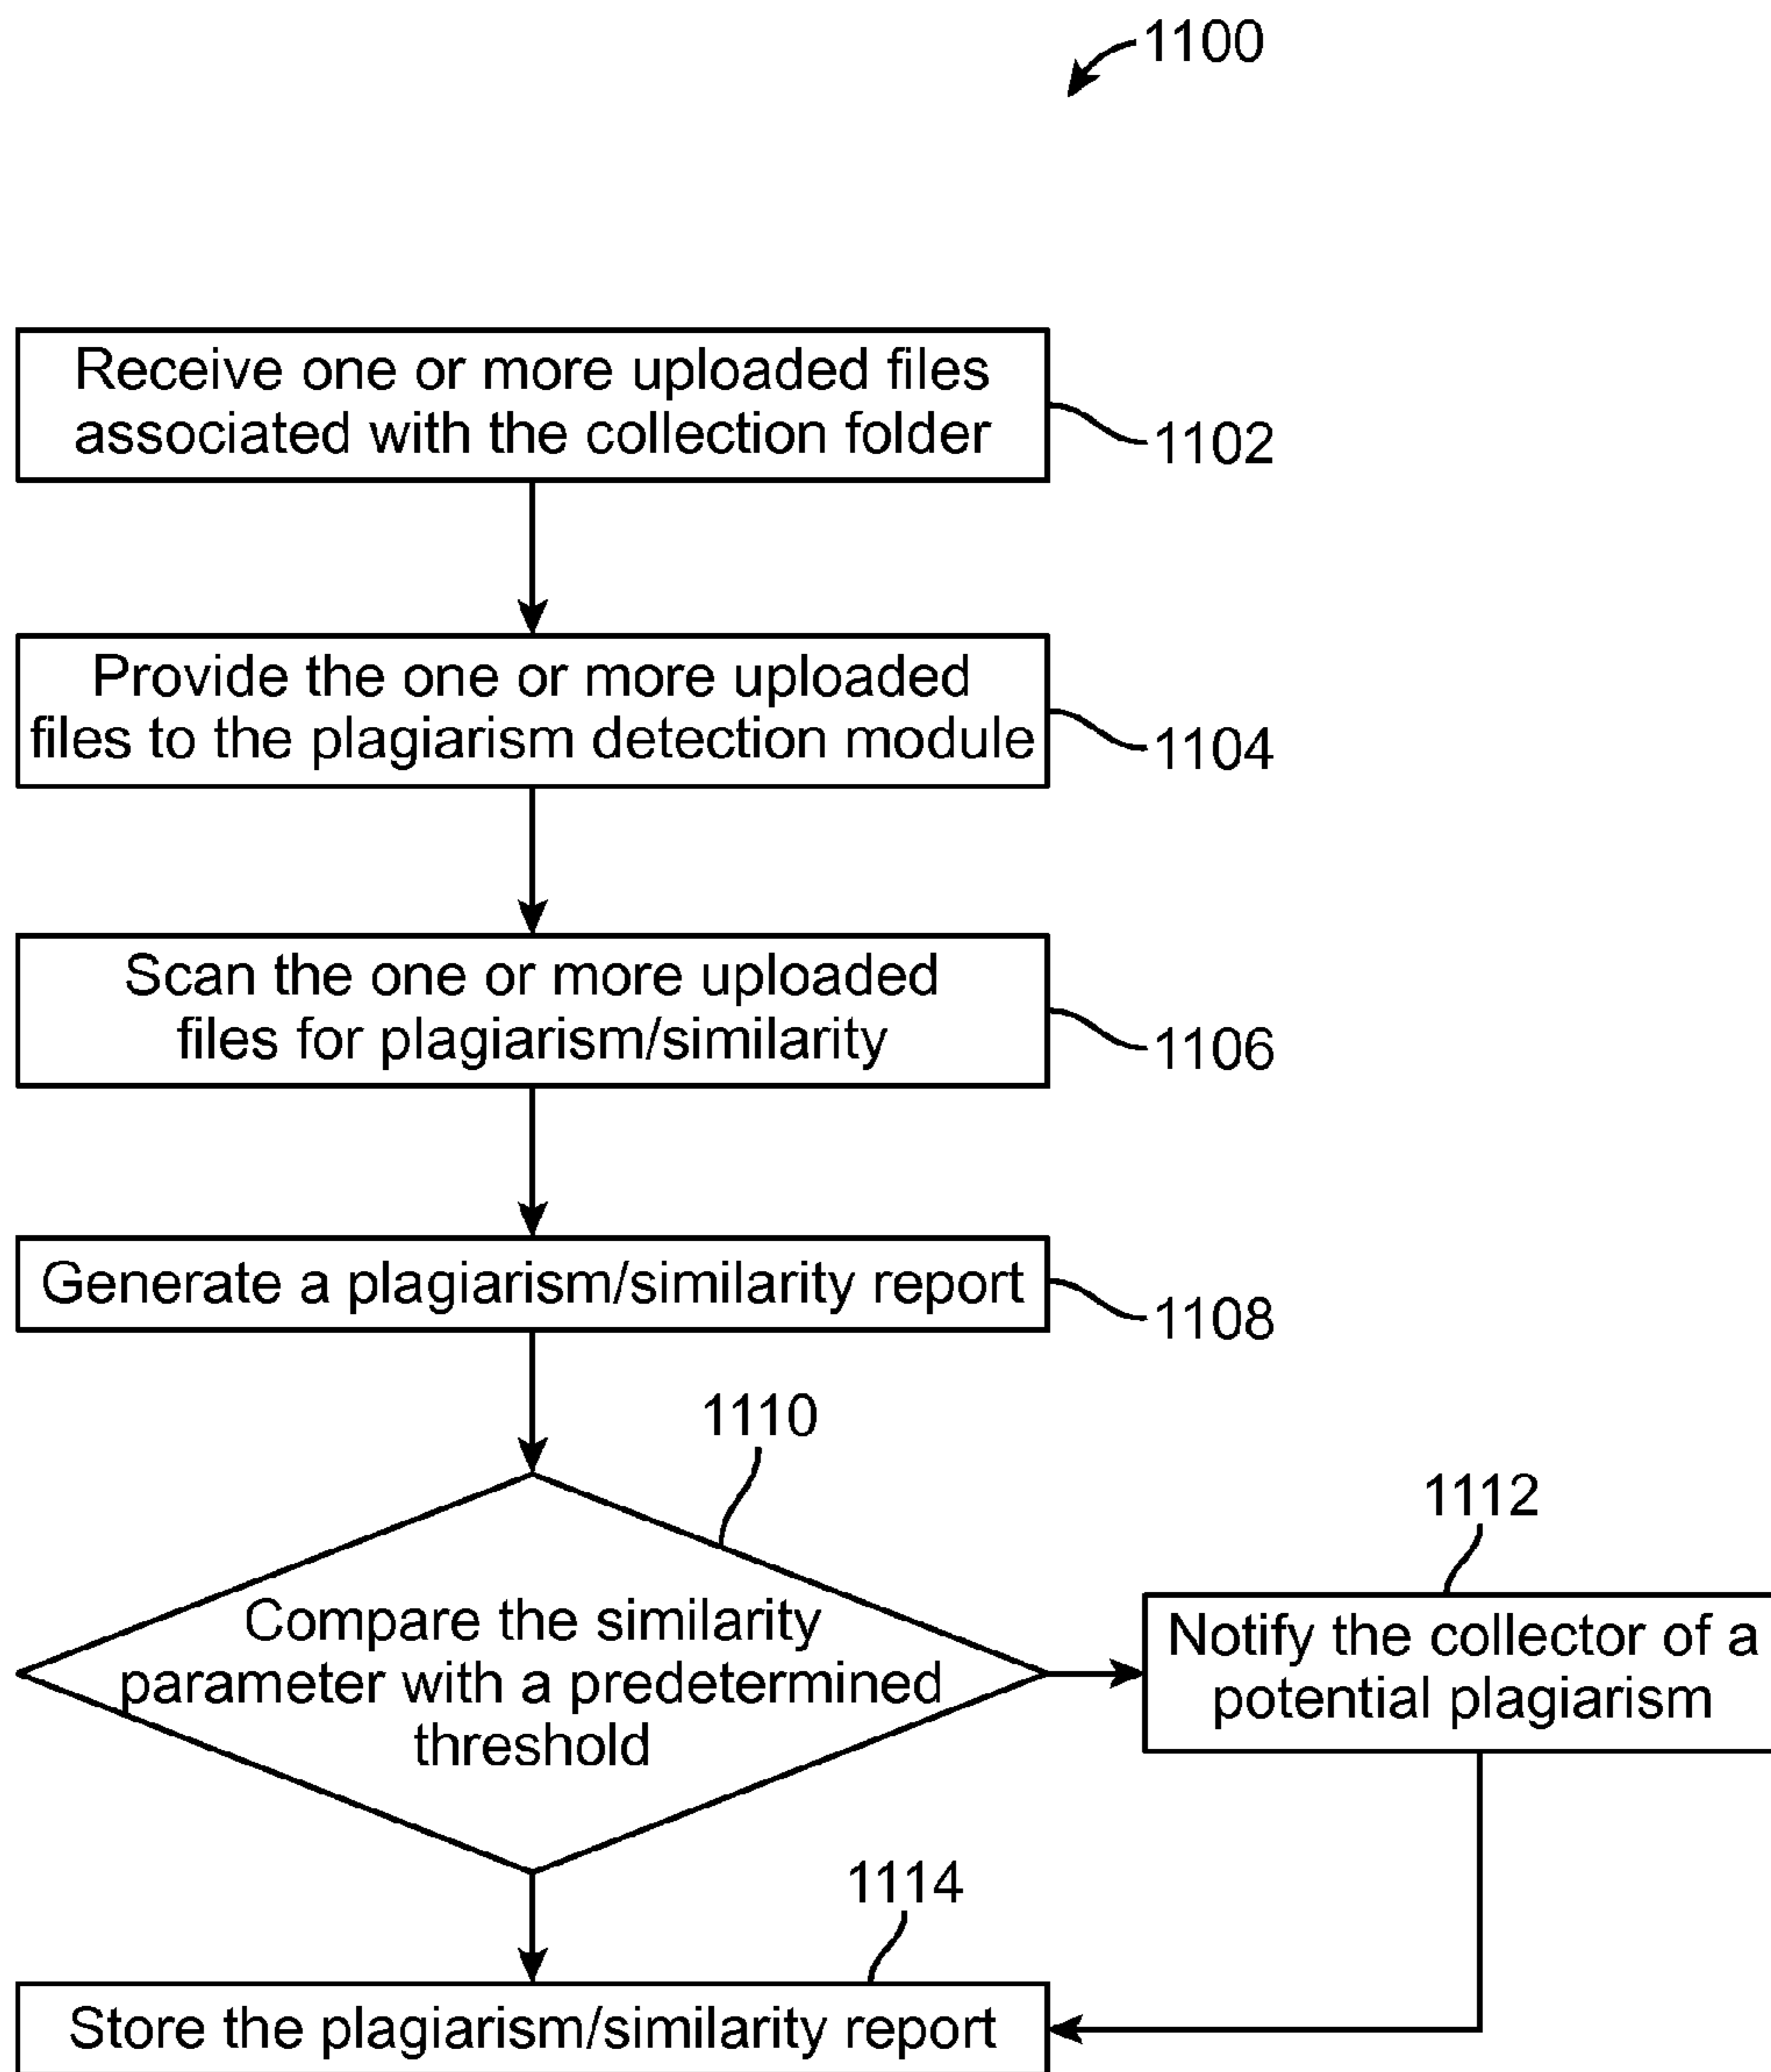 1100
Receive one or more uploaded files
associated with the collection folder
1102
Provide the one or more uploaded
files to the plagiarism detection module
1104
Scan the one or more uploaded
files for plagiarism/similarity
1106
Generate a plagiarism/similarity report
1108
1110
Compare the similarity
parameter with a predetermined
threshold
1112
Notify the collector of a
potential plagiarism
1114
Store the plagiarism/similarity report